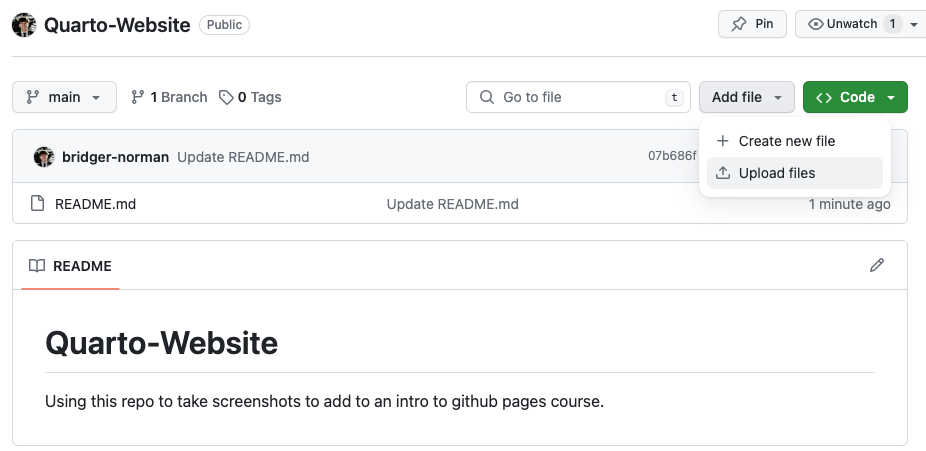 Quarto-Website Public Pin Unwatch 1
main 1 Branch 0 Tags Go to file t Add file Code
Create new file
Upload files
bridger-norman Update README.md 07b686f
README.md Update README.md 1 minute ago
README
Quarto-Website
Using this repo to take screenshots to add to an intro to github pages course.